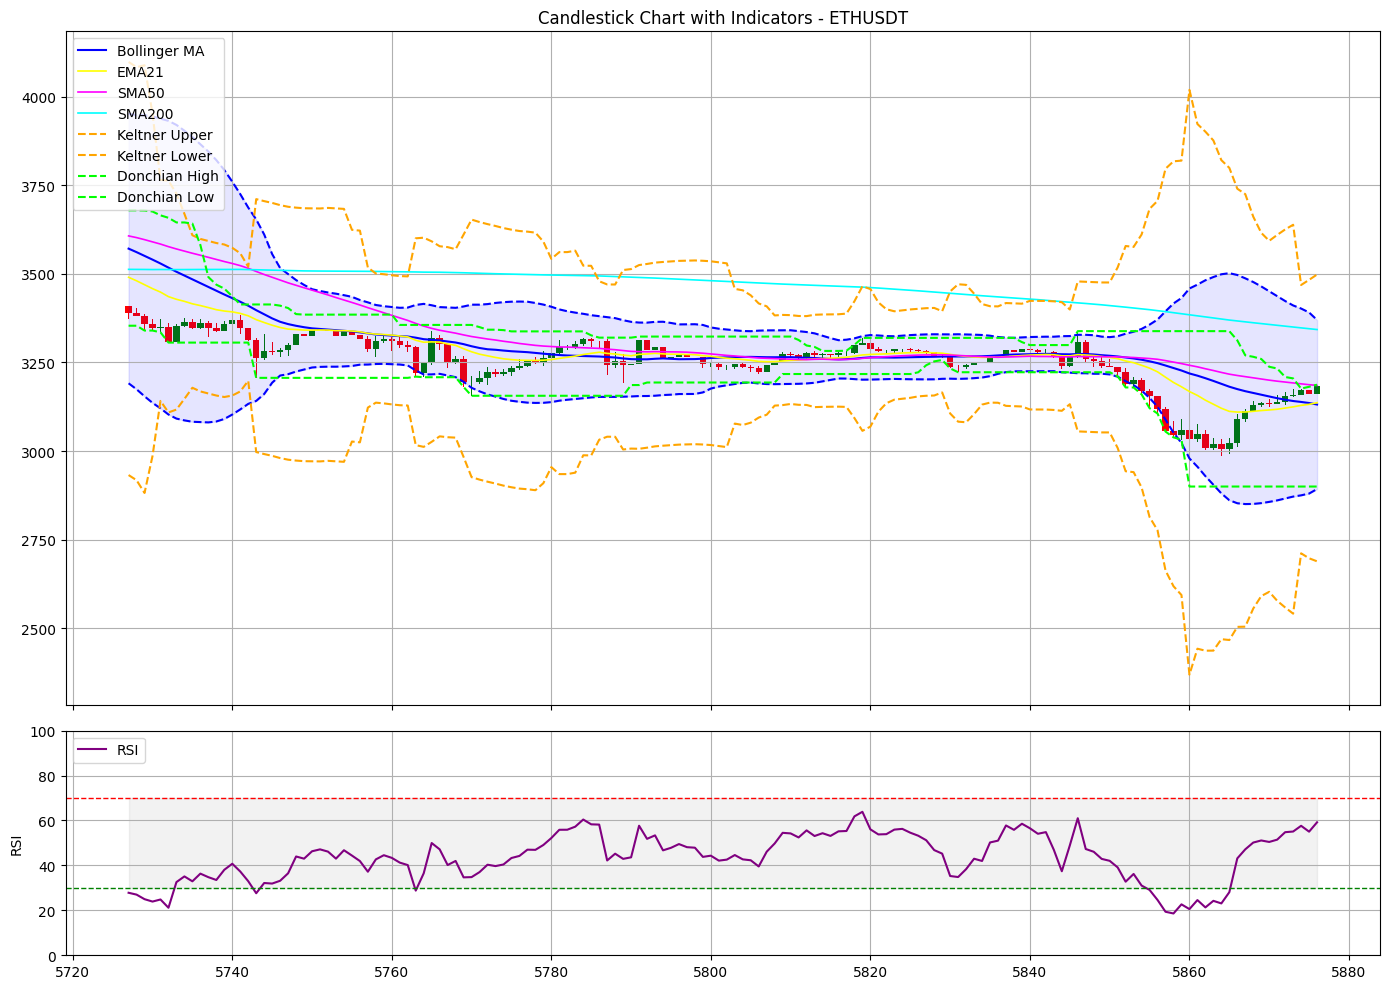 Candlestick Chart with Indicators - ETHUSDT
Bollinger MA
EMA21
SMA50
SMA200
Keltner Upper
Keltner Lower
Donchian High
Donchian Low
4000
3750
3500
3250
3000
2750
2500
RSI
100
80
60
40
20
0
RSI
5720
5740
5760
5780
5800
5820
5840
5860
5880